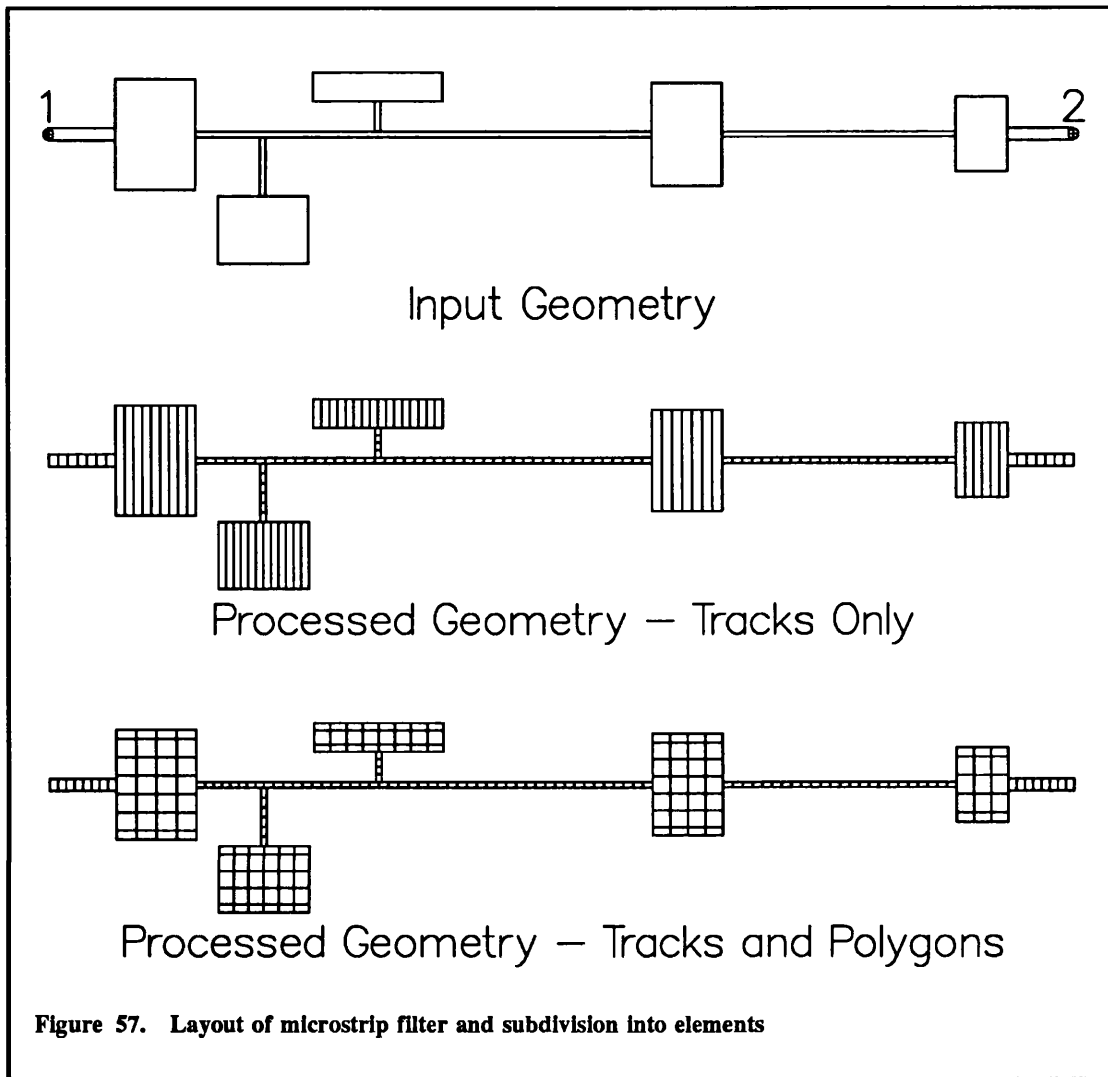 1
2
Input Geometry
Processed Geometry – Tracks Only
Processed Geometry – Tracks and Polygons
Figure 57. Layout of microstrip filter and subdivision into elements